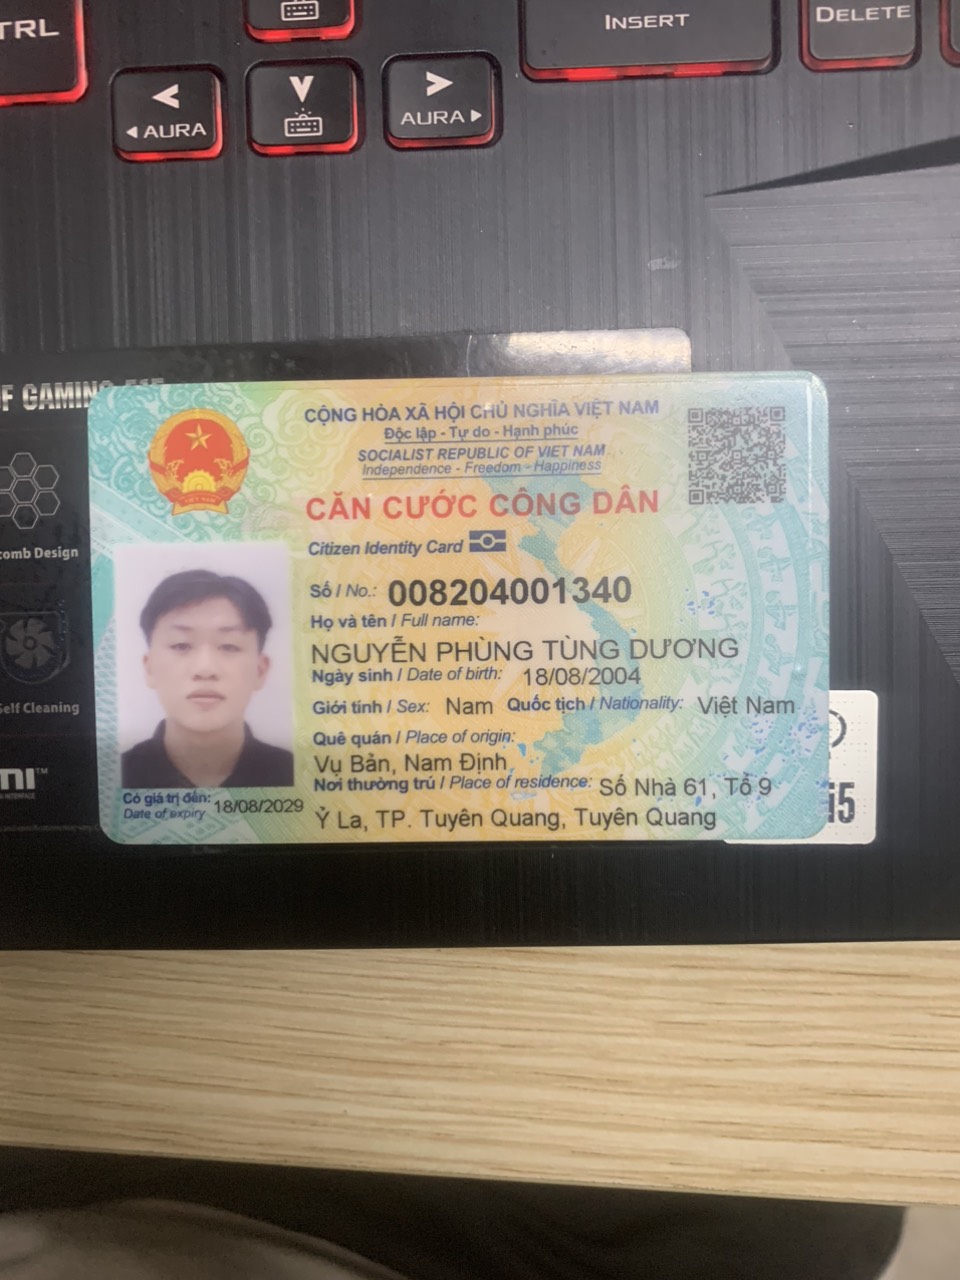 TRL
INSERT
DELETE
< V >
◄ AURA
AURA ►
F GAMING F15
CỘNG HÒA XÃ HỘI CHỦ NGHĨA VIỆT NAM
Độc lập - Tự do - Hạnh phúc
SOCIALIST REPUBLIC OF VIET NAM
Independence - Freedom - Happiness
CĂN CƯỚC CÔNG DÂN
Citizen Identity Card
Số / No.: 008204001340
Họ và tên / Full name:
NGUYỄN PHÙNG TÙNG DƯƠNG
Ngày sinh / Date of birth: 18/08/2004
Giới tính / Sex: Nam Quốc tịch / Nationality: Việt Nam
Quê quán / Place of origin:
Vụ Bản, Nam Định
Nơi thường trú / Place of residence: Số Nhà 61, Tổ 9
Ỷ La, TP. Tuyên Quang, Tuyên Quang
Có giá trị đến: 18/08/2029
Date of expiry
VIỆT NAM
comb Design
Self Cleaning
MI™
i5